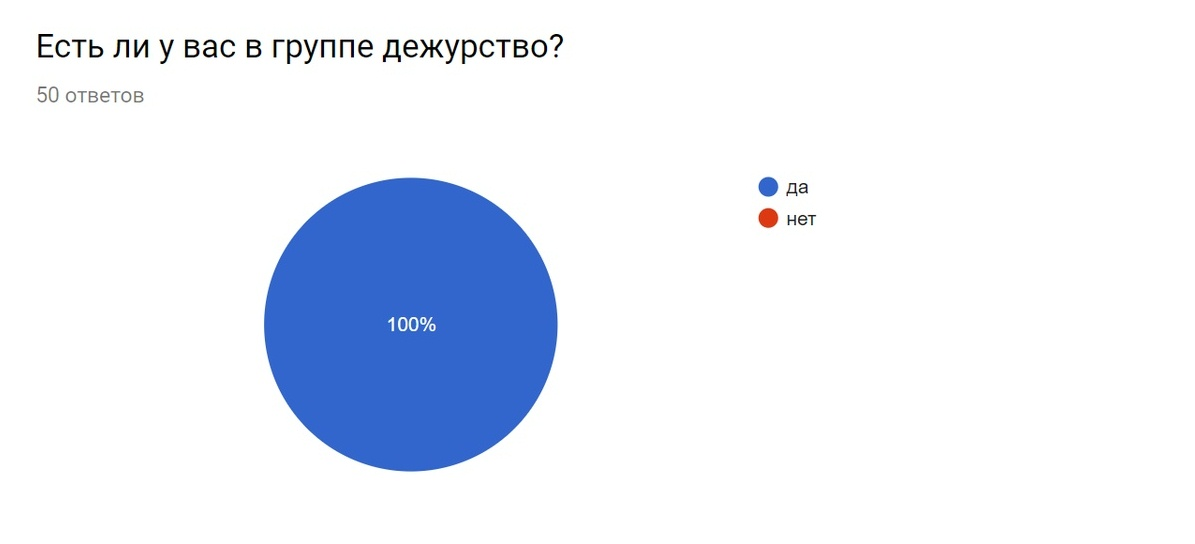 Есть ли у вас в группе дежурство?
50 ответов
да
нет
100%